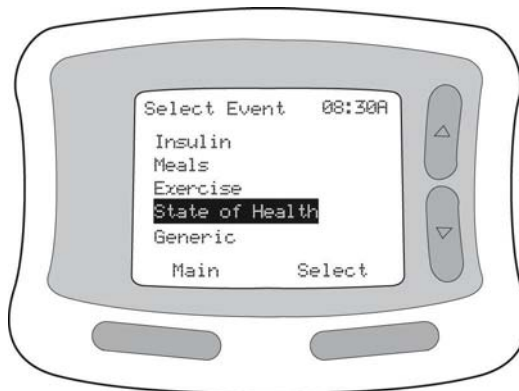 Select Event 08:30A
Insulin
Meals
Exercise
State of Health
Generic
Main Select